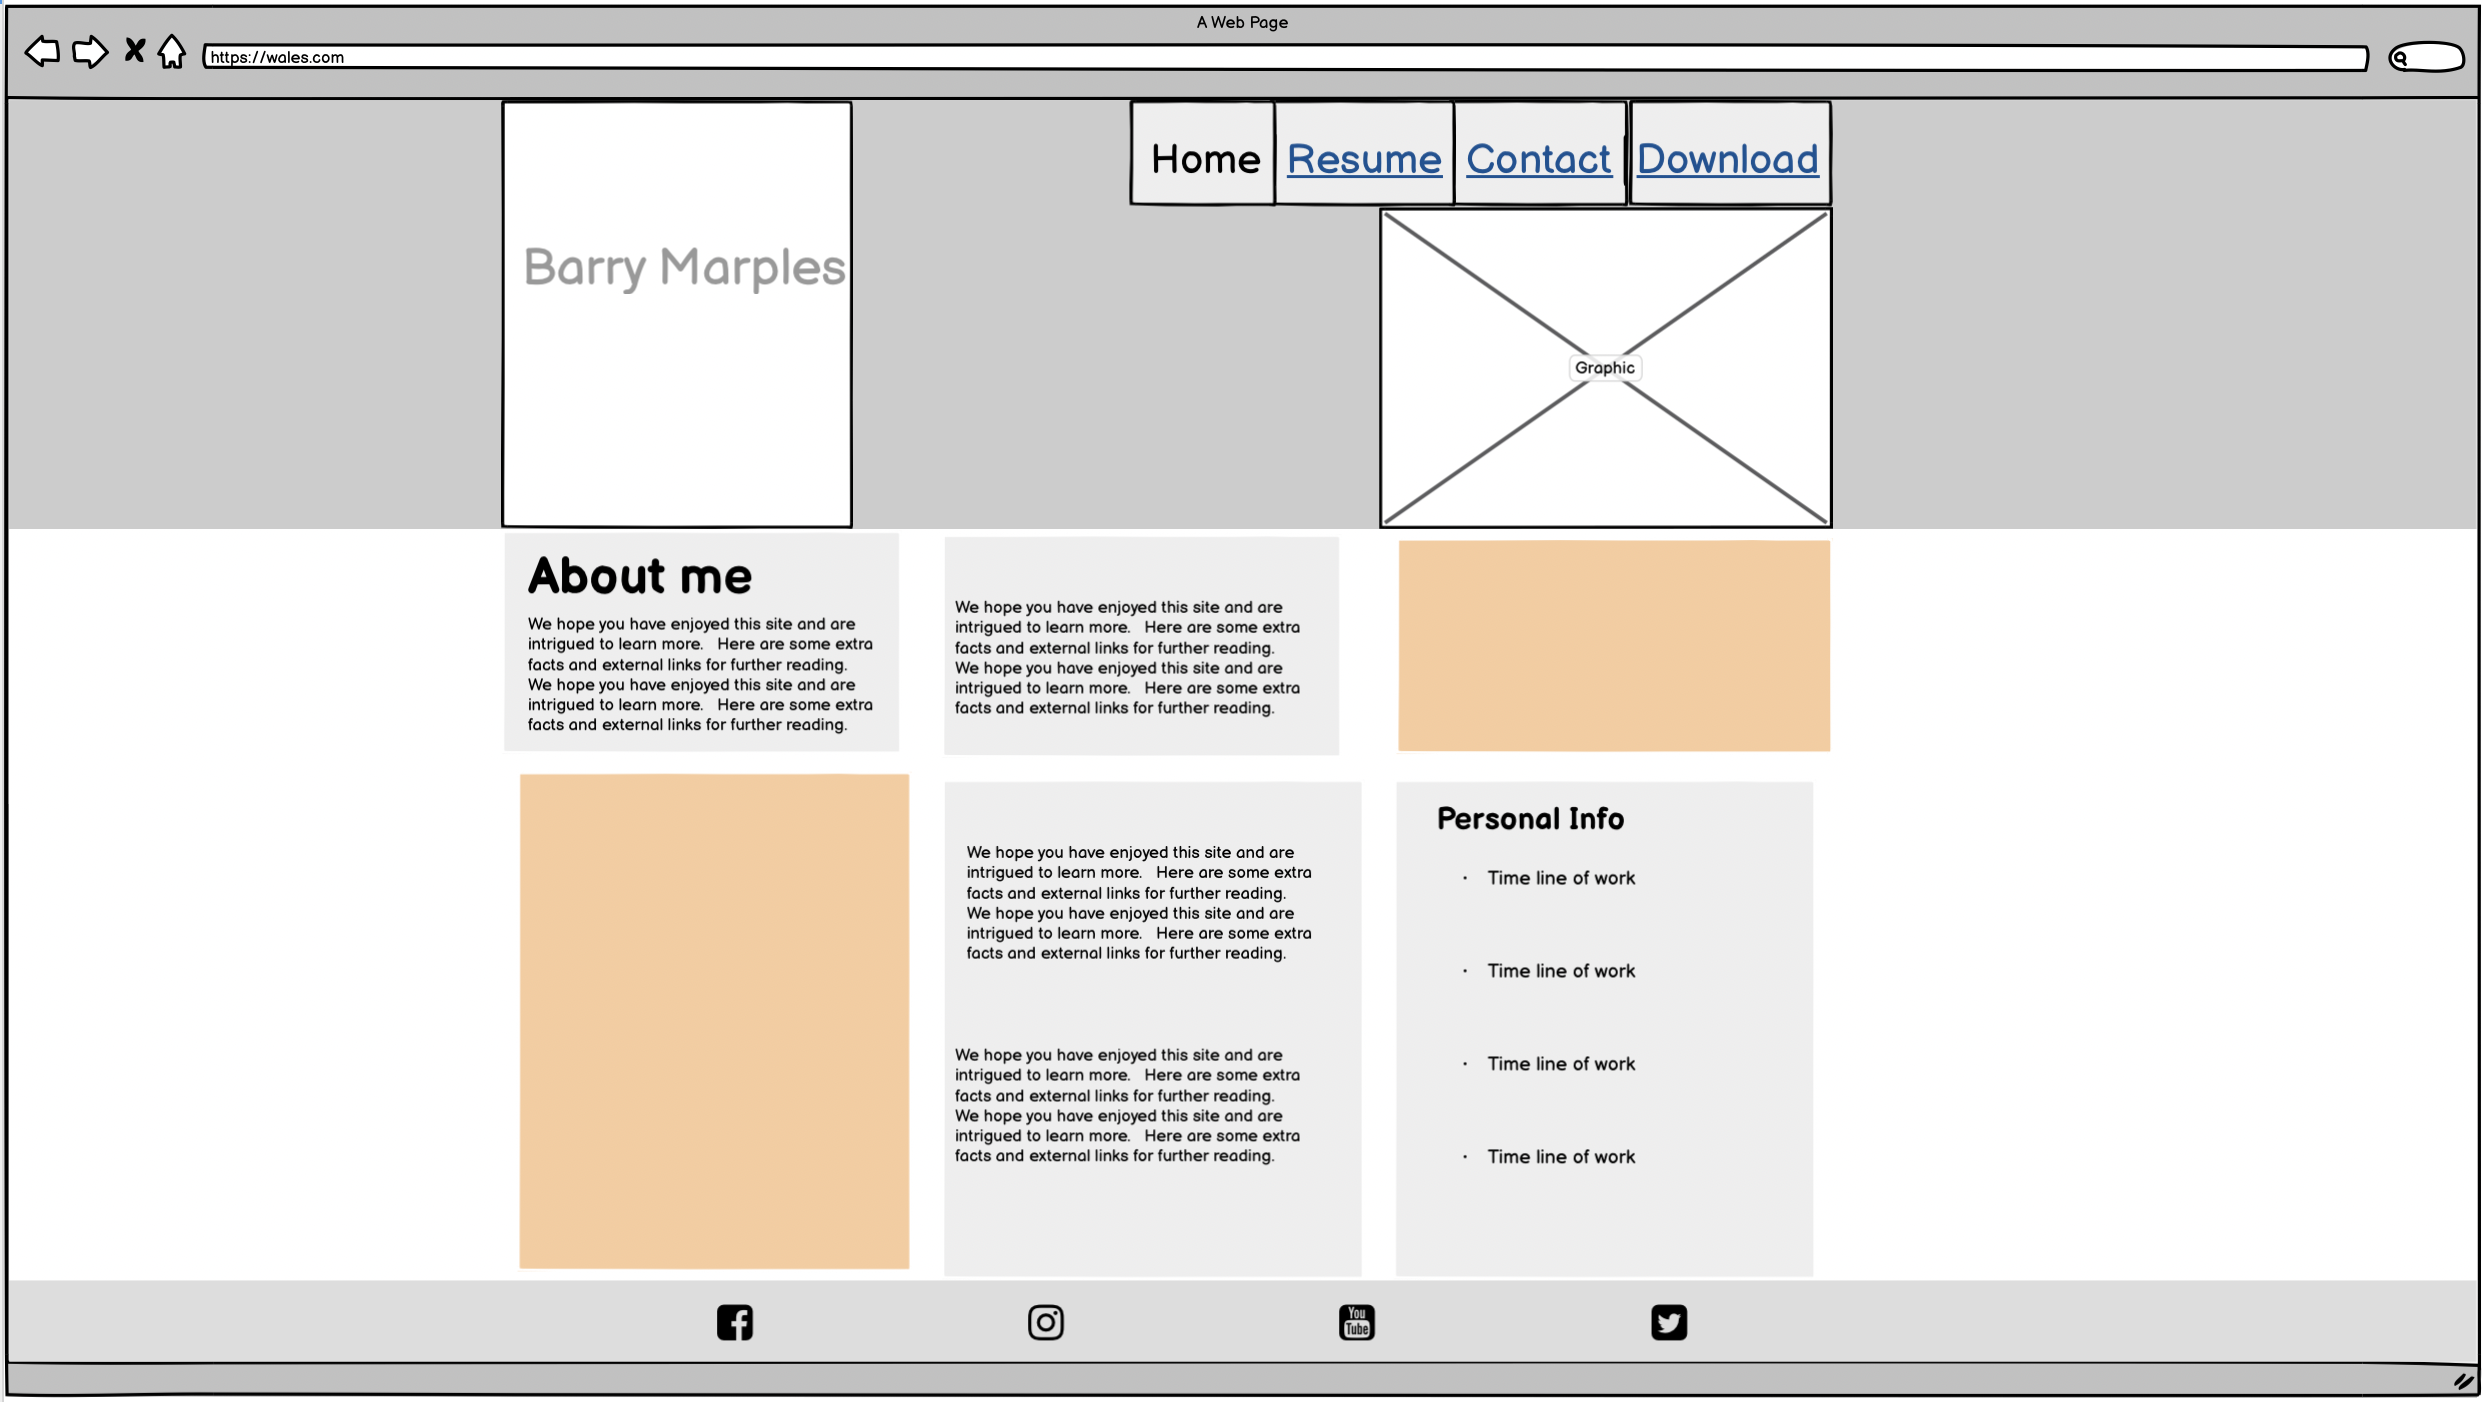 A Web Page
https://wales.com
Home Resume Contact Download
Barry Marples
Graphic
About me
We hope you have enjoyed this site and are
intrigued to learn more. Here are some extra
facts and external links for further reading.
We hope you have enjoyed this site and are
intrigued to learn more. Here are some extra
facts and external links for further reading.
We hope you have enjoyed this site and are
intrigued to learn more. Here are some extra
facts and external links for further reading.
We hope you have enjoyed this site and are
intrigued to learn more. Here are some extra
facts and external links for further reading.
We hope you have enjoyed this site and are
intrigued to learn more. Here are some extra
facts and external links for further reading.
We hope you have enjoyed this site and are
intrigued to learn more. Here are some extra
facts and external links for further reading.
We hope you have enjoyed this site and are
intrigued to learn more. Here are some extra
facts and external links for further reading.
We hope you have enjoyed this site and are
intrigued to learn more. Here are some extra
facts and external links for further reading.
Personal Info
· Time line of work
· Time line of work
· Time line of work
· Time line of work
You
Tube